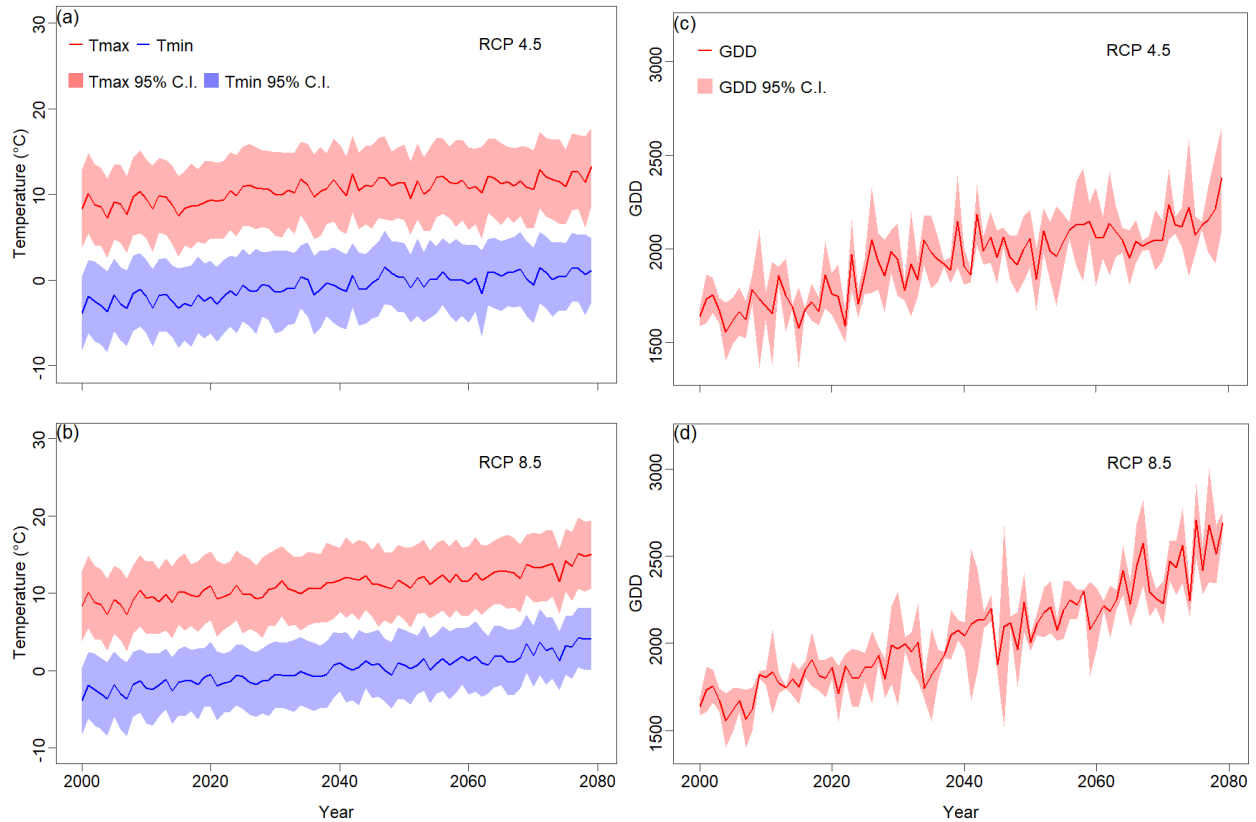 (a)
Tmax Tmin
RCP 4.5
Tmax 95% C.I. Tmin 95% C.I.
Temperature (°C)
30
20
10
0
-10
(c)
GDD
RCP 4.5
GDD 95% C.I.
GDD
3000
2500
2000
1500
(b)
RCP 8.5
Temperature (°C)
30
20
10
0
-10
2000 2020 2040 2060 2080
Year
(d)
RCP 8.5
GDD
3000
2500
2000
1500
2000 2020 2040 2060 2080
Year